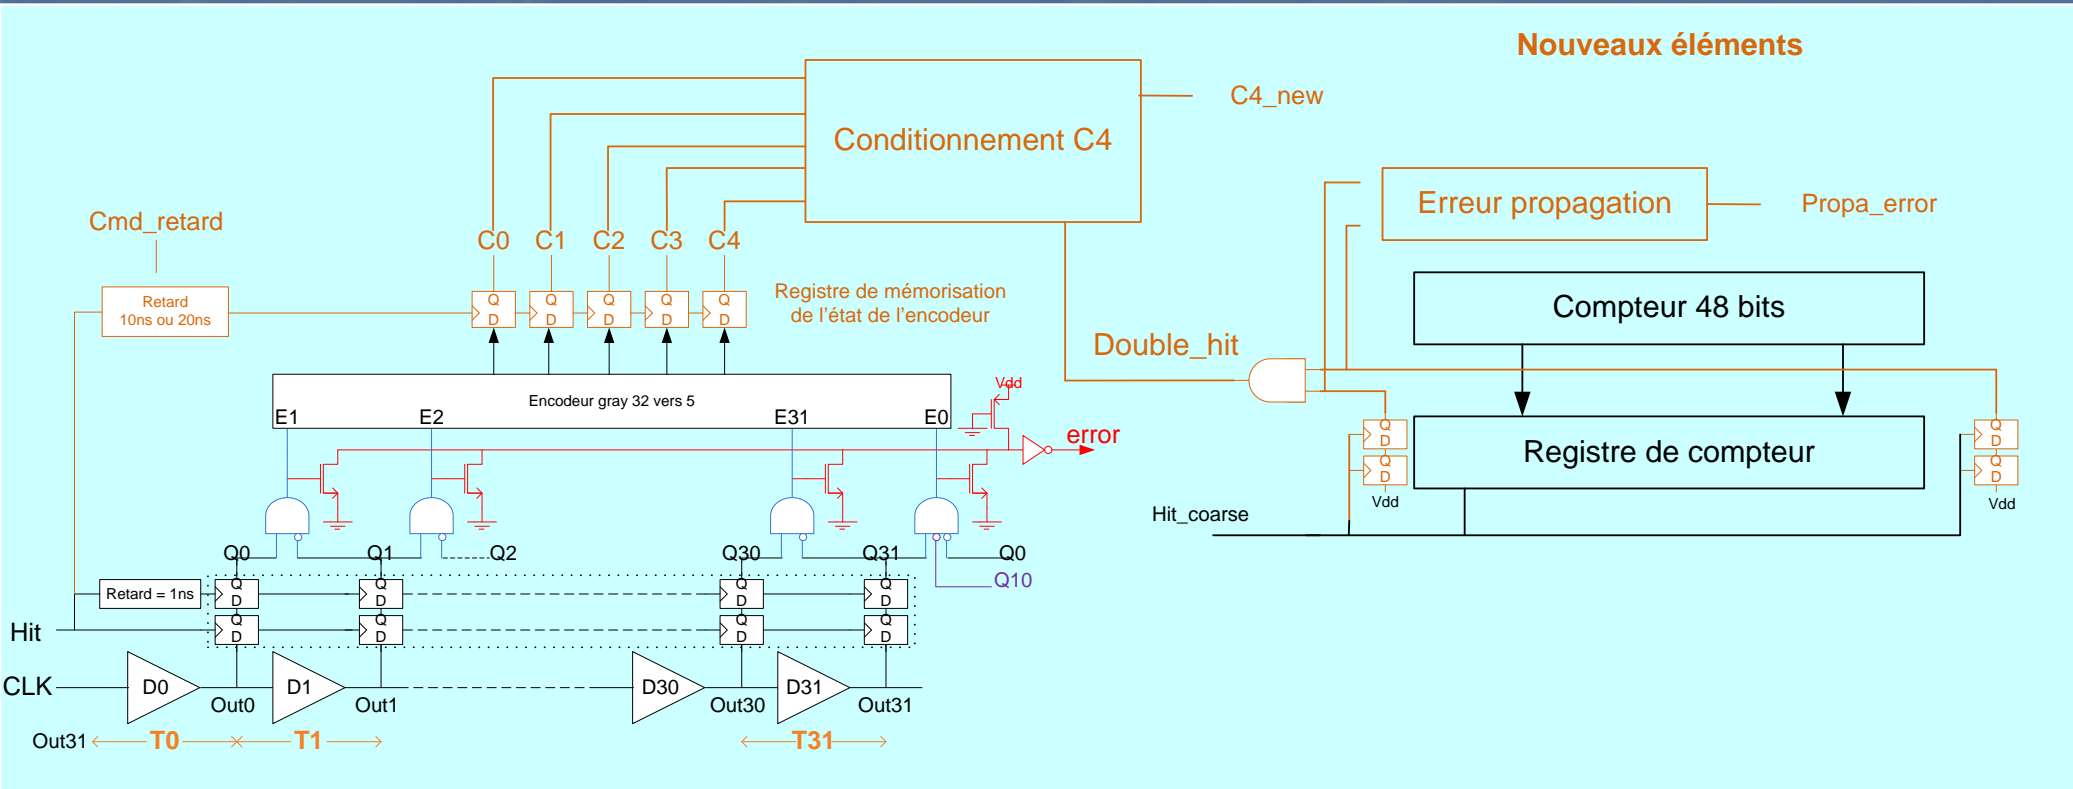 Nouveaux éléments
C4_new
Conditionnement C4
Erreur propagation
Propa_error
Cmd_retard
C0 C1 C2 C3 C4
Retard
10ns ou 20ns
Q Q Q Q Q
D D D D D
Registre de mémorisation
de l'état de l'encodeur
Compteur 48 bits
Double_hit
Vdd
Encodeur gray 32 vers 5
E1 E2 E31 E0
error
Registre de compteur
Q Q
D D
Q Q
D D
Vdd Vdd
Hit_coarse
Q0 Q1 Q2 Q30 Q31 Q0
Q10
Retard = 1ns
Q Q Q Q
D D D D
Hit
Q Q Q Q
D D D D
CLK
D0 D1 D30 D31
Out0 Out1 Out30 Out31
Out31 T0 T1 T31